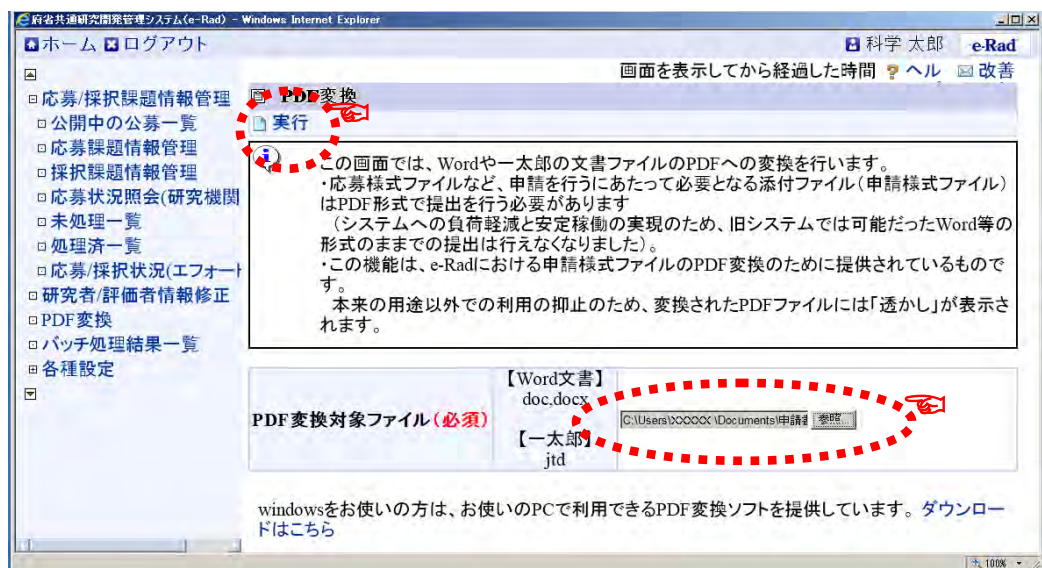 府省共通研究開発管理システム(e-Rad) - Windows Internet Explorer
ホーム ログアウト
科学 太郎 e-Rad
画面を表示してから経過した時間 ? ヘル 改善
応募/採択課題情報管理
公開中の公募一覧
応募課題情報管理
採択課題情報管理
応募状況照会(研究機関
未処理一覧
処理済一覧
応募/採択状況(エフォート
研究者/評価者情報修正
PDF変換
バッチ処理結果一覧
各種設定
PDF変換
実行
この画面では、Wordや一太郎の文書ファイルのPDFへの変換を行います。
・応募様式ファイルなど、申請を行うにあたって必要となる添付ファイル(申請様式ファイル)
はPDF形式で提出を行う必要があります
(システムへの負荷軽減と安定稼働の実現のため、旧システムでは可能だったWord等の
形式のままでの提出は行えなくなりました)。
・この機能は、e-Radにおける申請様式ファイルのPDF変換のために提供されているもので
す。
本来の用途以外での利用の抑止のため、変換されたPDFファイルには「透かし」が表示さ
れます。
PDF変換対象ファイル(必須)
【Word文書】
doc,docx
【一太郎】
jtd
C:\Users\XXXXXX\Documents\申請者 参照...
windowsをお使いの方は、お使いのPCで利用できるPDF変換ソフトを提供しています。ダウンロー
ドはこちら
100%